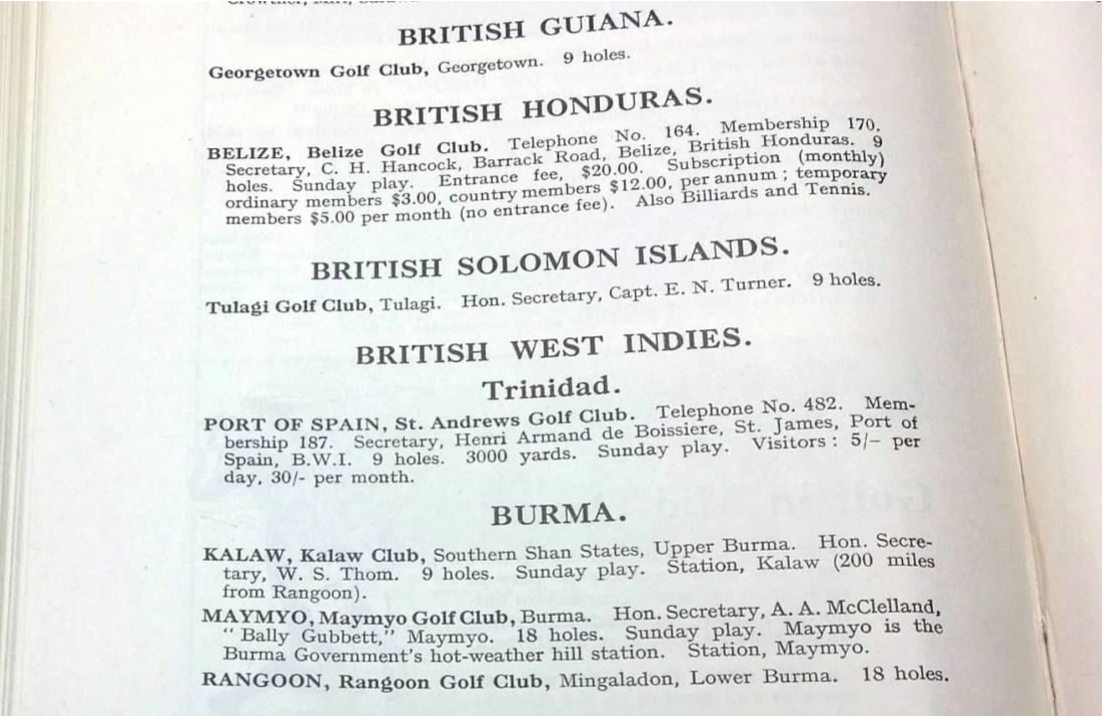 BRITISH GUIANA.
Georgetown Golf Club, Georgetown. 9 holes.
BRITISH HONDURAS.
BELIZE, Belize Golf Club. Telephone No. 164. Membership 170.
Secretary, C. H. Hancock, Barrack Road, Belize, British Honduras. 9
holes. Sunday play. Entrance fee, $20.00. Subscription (monthly)
ordinary members $3.00, country members $12.00, per annum ; temporary
members $5.00 per month (no entrance fee). Also Billiards and Tennis.
BRITISH SOLOMON ISLANDS.
Tulagi Golf Club, Tulagi. Hon. Secretary, Capt. E. N. Turner. 9 holes.
BRITISH WEST INDIES.
Trinidad.
PORT OF SPAIN, St. Andrews Golf Club. Telephone No. 482. Mem-
bership 187. Secretary, Henri Armand de Boissiere, St. James, Port of
Spain, B.W.I. 9 holes. 3000 yards. Sunday play. Visitors : 5/– per
day, 30/- per month.
BURMA.
KALAW, Kalaw Club, Southern Shan States, Upper Burma. Hon. Secre-
tary, W. S. Thom. 9 holes. Sunday play. Station, Kalaw (200 miles
from Rangoon).
MAYMYO, Maymyo Golf Club, Burma. Hon. Secretary, A. A. McClelland,
“ Bally Gubbett,” Maymyo. 18 holes. Sunday play. Maymyo is the
Burma Government's hot-weather hill station. Station, Maymyo.
RANGOON, Rangoon Golf Club, Mingaladon, Lower Burma. 18 holes.